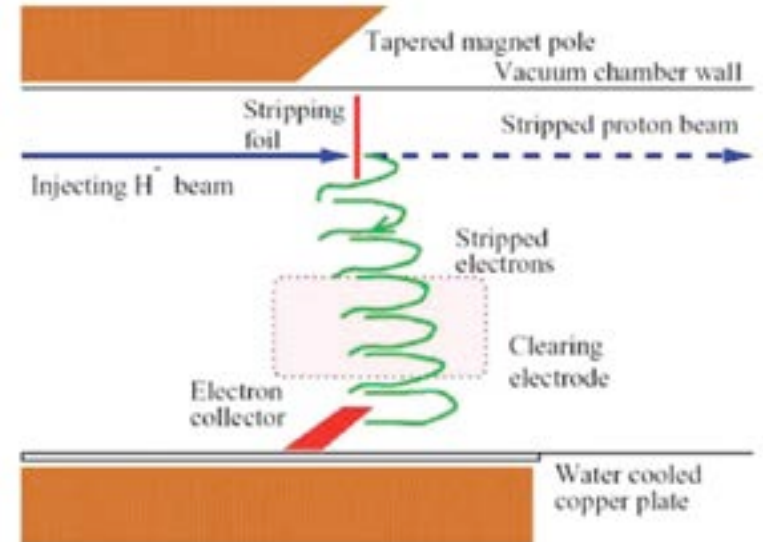 Tapered magnet pole
Vacuum chamber wall
Stripping
foil
Stripped proton beam
Injecting H⁻ beam
Stripped
electrons
Clearing
electrode
Electron
collector
Water cooled
copper plate